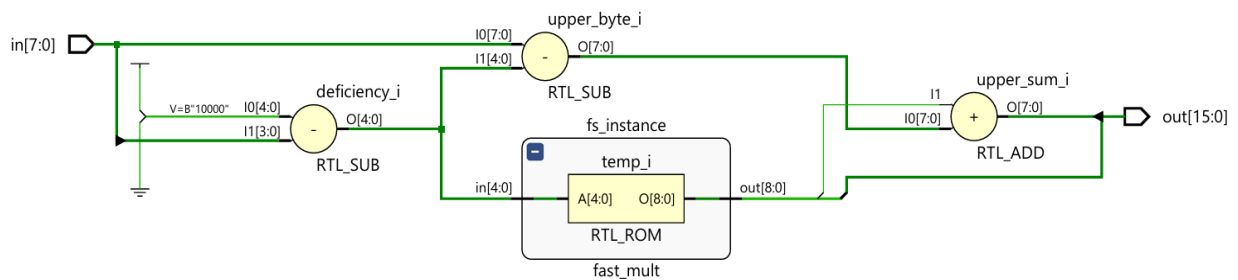 upper_byte_i
in[7:0]
I0[7:0]
O[7:0]
-
I1[4:0]
upper_sum_i
deficiency_i
RTL_SUB
I1
V=B"10000"
I0[4:0]
O[7:0]
O[4:0]
+
out[15:0]
-
fs_instance
I0[7:0]
I1[3:0]
RTL_ADD
RTL_SUB
temp_i
in[4:0]
A[4:0]
O[8:0]
out[8:0]
RTL_ROM
fast_mult